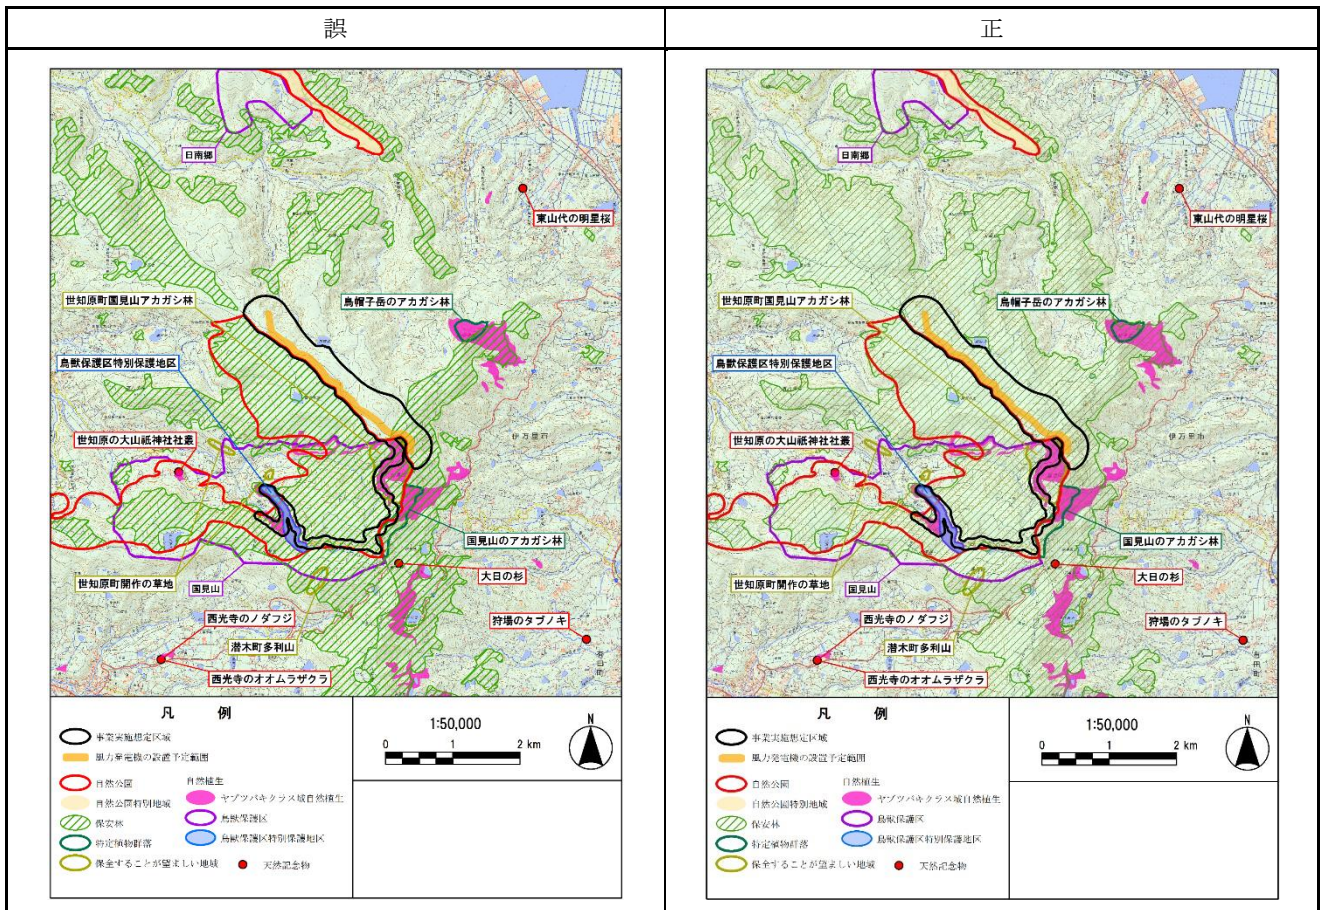 誤
正
日南郷
東山代の明星桜
世知原町国見山アカガシ林
烏帽子岳のアカガシ林
鳥獣保護区特別保護地区
世知原の大山祇神社社叢
伊万里市
国見山のアカガシ林
世知原町開作の草地
国見山
大日の杉
西光寺のノダフジ
狩場のタブノキ
潜木町多利山
西光寺のオオムラザクラ
凡 例
事業実施想定区域
風力発電機の設置予定範囲
自然公園
自然植生
自然公園特別地域
ヤブツバキクラス域自然植生
保安林
鳥獣保護区
特定植物群落
鳥獣保護区特別保護地区
保全することが望ましい地域
天然記念物
1:50,000
0 1 2 km
N
日南郷
東山代の明星桜
世知原町国見山アカガシ林
烏帽子岳のアカガシ林
鳥獣保護区特別保護地区
世知原の大山祇神社社叢
伊万里市
国見山のアカガシ林
世知原町開作の草地
国見山
大日の杉
西光寺のノダフジ
狩場のタブノキ
潜木町多利山
西光寺のオオムラザクラ
凡 例
事業実施想定区域
風力発電機の設置予定範囲
自然公園
自然植生
自然公園特別地域
ヤブツバキクラス域自然植生
保安林
鳥獣保護区
特定植物群落
鳥獣保護区特別保護地区
保全することが望ましい地域
天然記念物
1:50,000
0 1 2 km
N